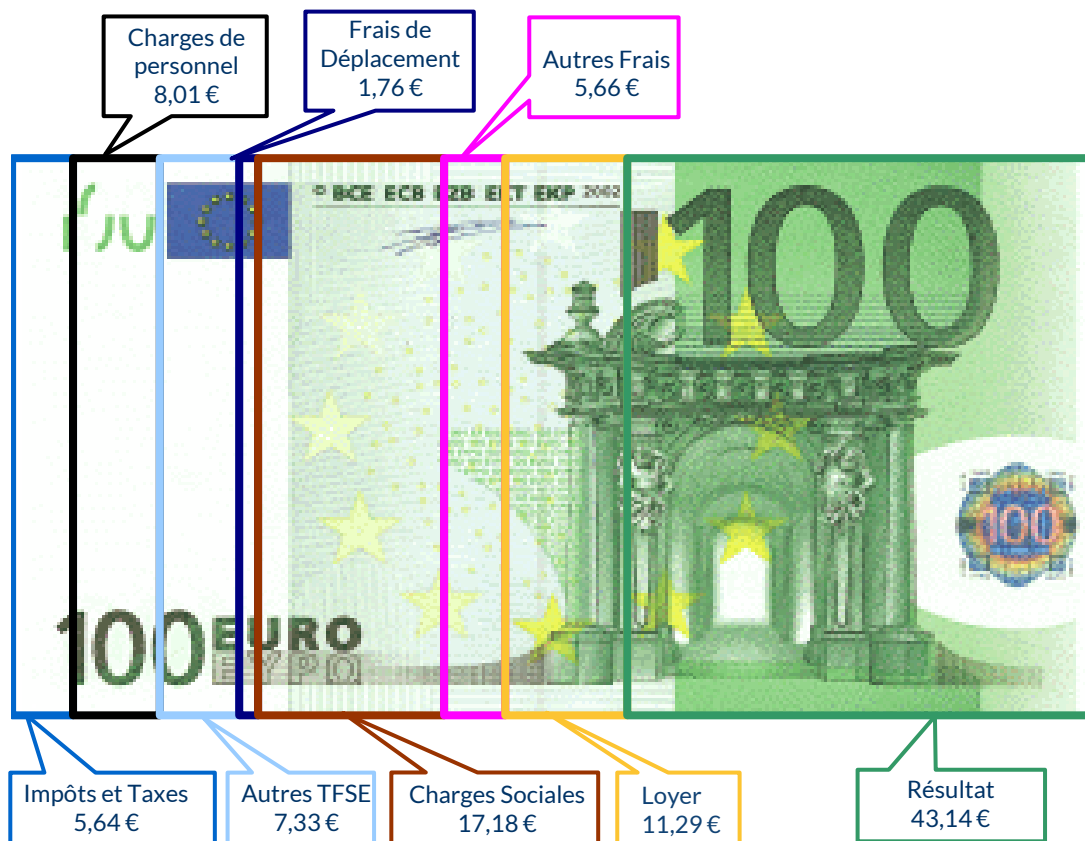 Charges de
personnel
8,01 €
Frais de
Déplacement
1,76 €
Autres Frais
5,66 €
BCE ECB EZB EKT EKP 2002
100
100
100 EURO
ΕΥΡΩ
Impôts et Taxes
5,64 €
Autres TFSE
7,33 €
Charges Sociales
17,18 €
Loyer
11,29 €
Résultat
43,14 €